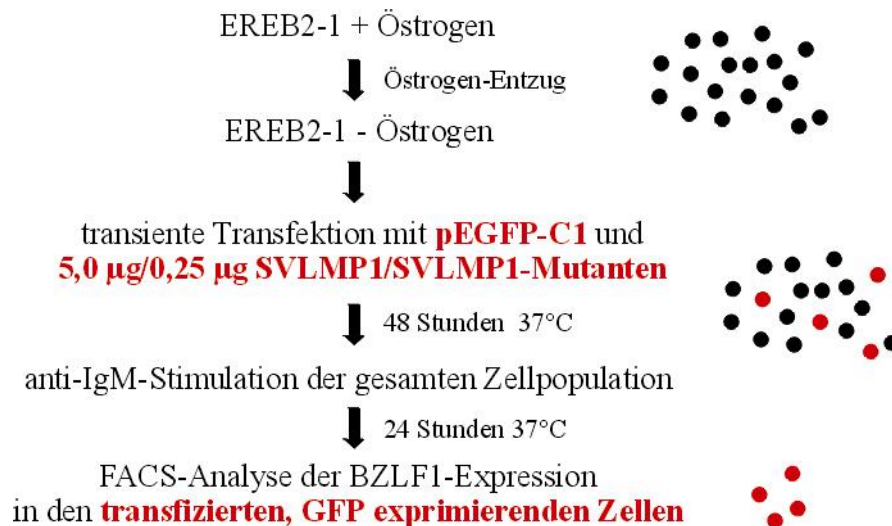 EREB2-1 + Östrogen
Östrogen-Entzug
EREB2-1 - Östrogen
transiente Transfektion mit pEGFP-C1 und
5,0 µg/0,25 µg SVLMP1/SVLMP1-Mutanten
48 Stunden 37°C
anti-IgM-Stimulation der gesamten Zellpopulation
24 Stunden 37°C
FACS-Analyse der BZLF1-Expression
in den transfizierten, GFP exprimierenden Zellen